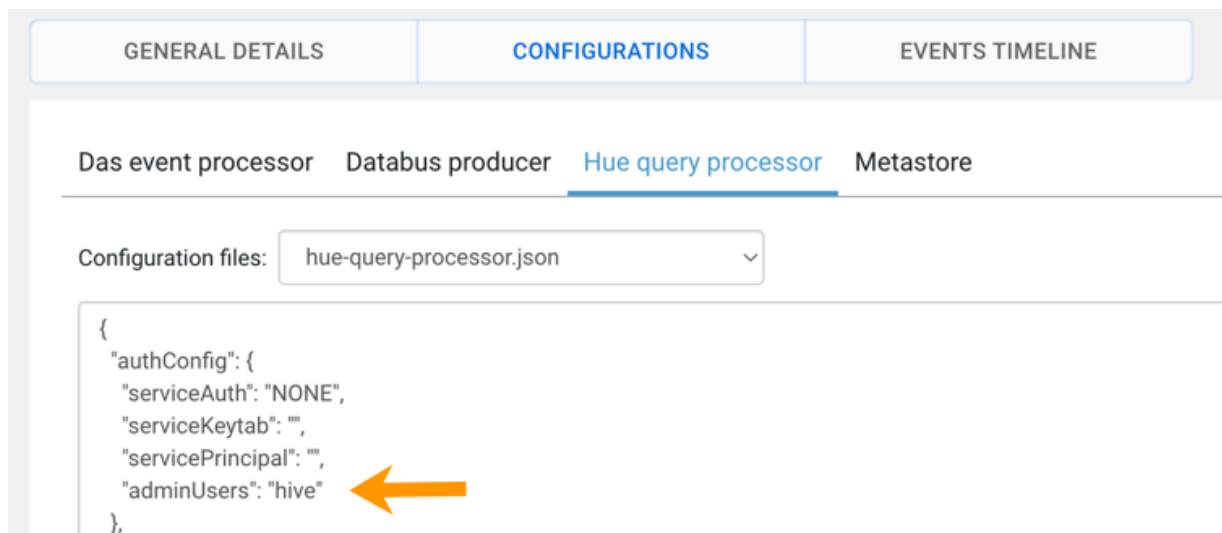 GENERAL DETAILS CONFIGURATIONS EVENTS TIMELINE
Das event processor Databus producer Hue query processor Metastore
Configuration files: hue-query-processor.json
{
"authConfig": {
"serviceAuth": "NONE",
"serviceKeytab": "",
"servicePrincipal": "",
"adminUsers": "hive"
},